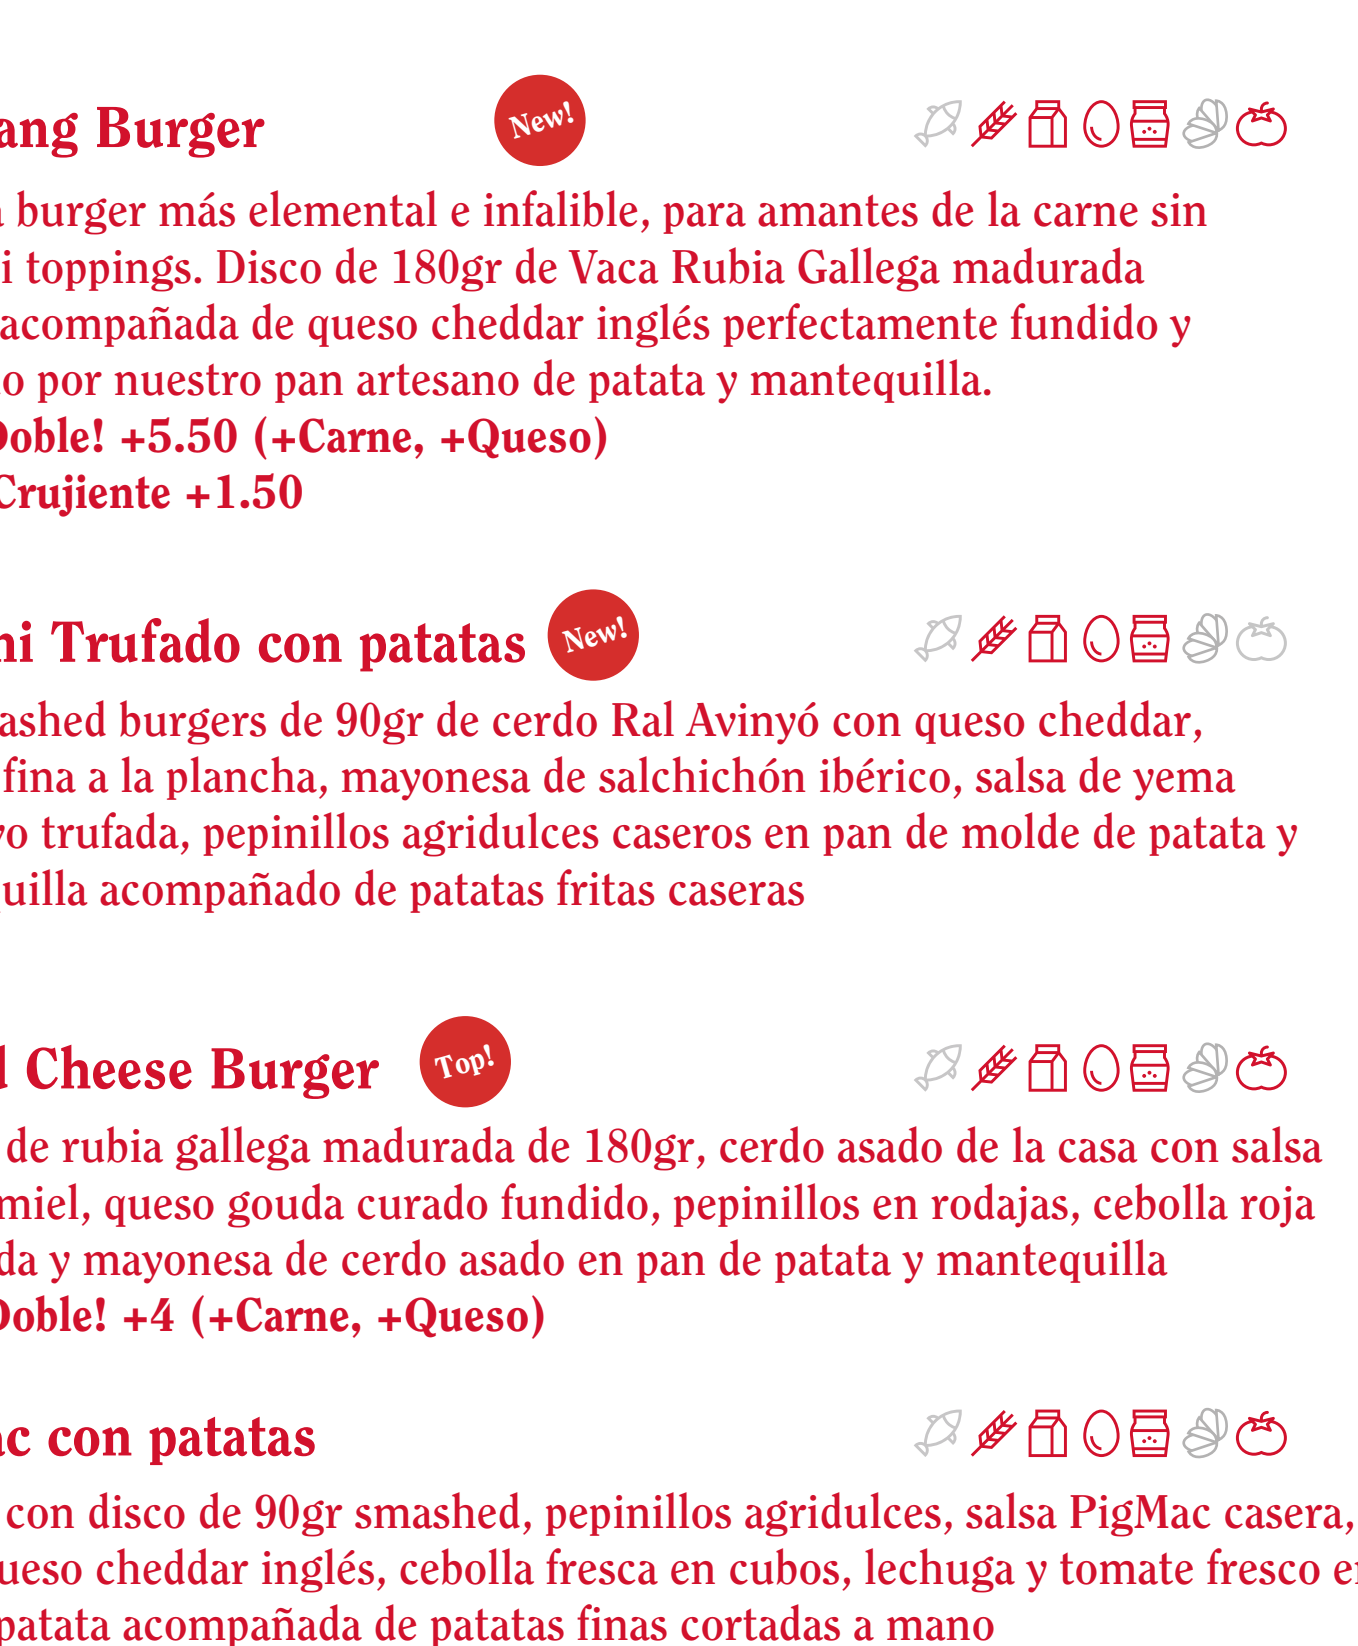 ang Burger
New!
burger más elemental e infalible, para amantes de la carne sin
i toppings. Disco de 180gr de Vaca Rubia Gallega madurada
acompañada de queso cheddar inglés perfectamente fundido y
o por nuestro pan artesano de patata y mantequilla.
Doble! +5.50 (+Carne, +Queso)
Crujiente +1.50
ni Trufado con patatas
New!
ashed burgers de 90gr de cerdo Ral Avinyó con queso cheddar,
fina a la plancha, mayonesa de salchichón ibérico, salsa de yema
vo trufada, pepinillos agridulces caseros en pan de molde de patata y
uilla acompañado de patatas fritas caseras
Cheese Burger
Top!
de rubia gallega madurada de 180gr, cerdo asado de la casa con salsa
miel, queso gouda curado fundido, pepinillos en rodajas, cebolla roja
da y mayonesa de cerdo asado en pan de patata y mantequilla
Doble! +4 (+Carne, +Queso)
ac con patatas
con disco de 90gr smashed, pepinillos agridulces, salsa PigMac casera,
ueso cheddar inglés, cebolla fresca en cubos, lechuga y tomate fresco en
patata acompañada de patatas finas cortadas a mano